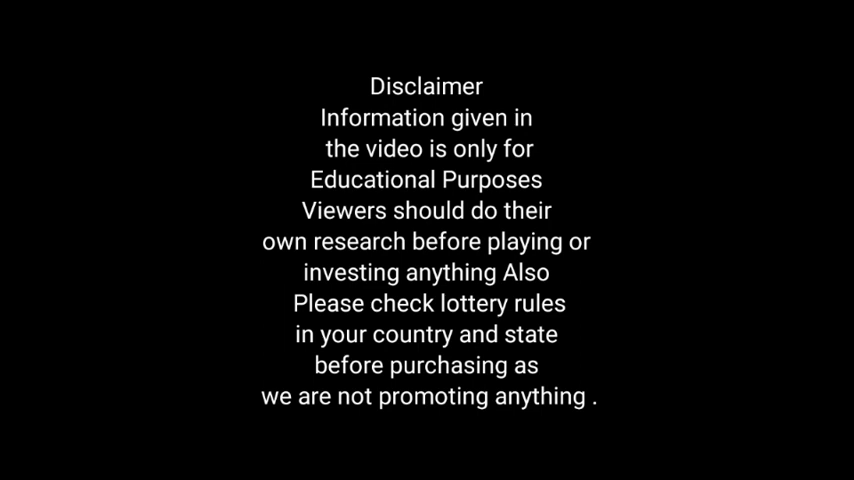 Disclaimer
Information given in
the video is only for
Educational Purposes
Viewers should do their
own research before playing or
investing anything Also
Please check lottery rules
in your country and state
before purchasing as
we are not promoting anything .